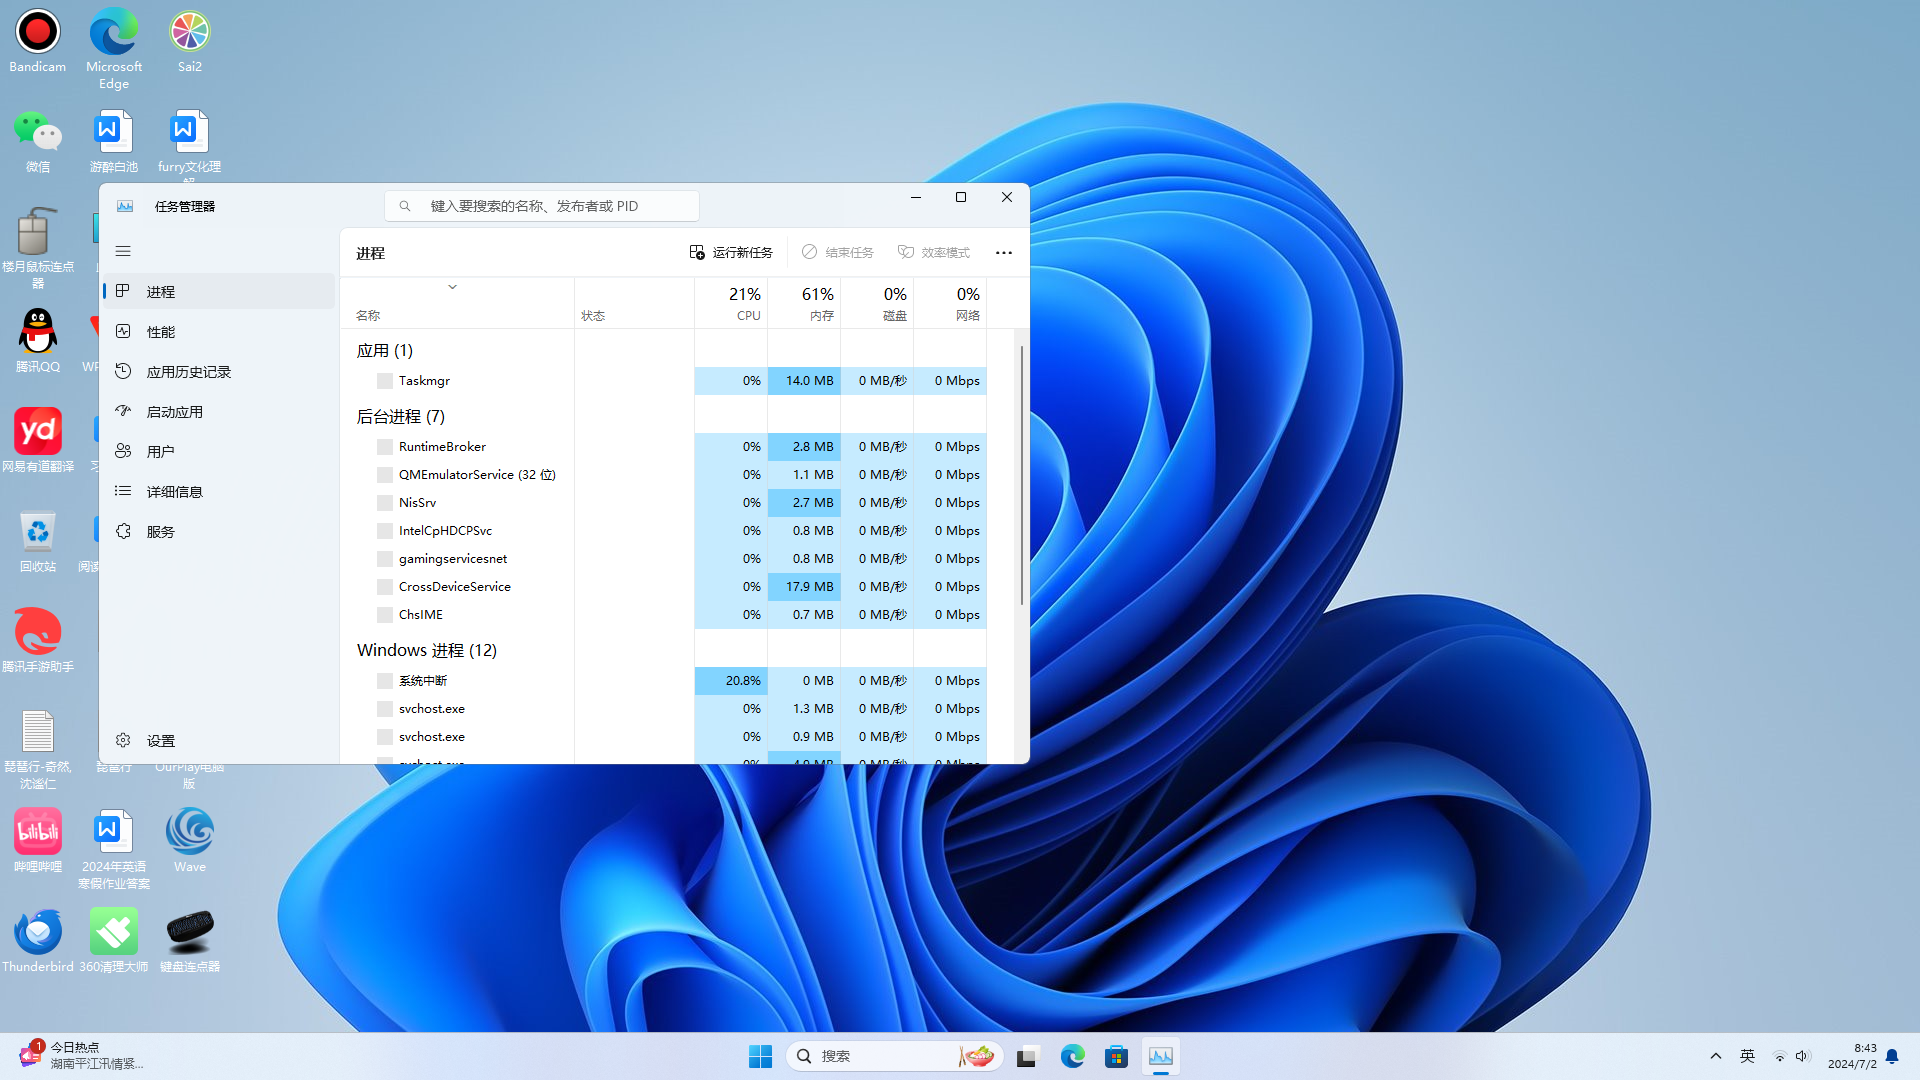 Bandicam
Microsoft Edge
Sai2
微信
游醉白池
furry文化理
楼月鼠标连点器
腾讯QQ
网易有道翻译
回收站
腾讯手游助手
琵琶行-奇然,沈谧仁
琵琶行
OurPlay电脑版
哔哩哔哩
2024年英语寒假作业答案
Wave
Thunderbird
360清理大师
键盘连点器
任务管理器
键入要搜索的名称、发布者或 PID
进程
性能
应用历史记录
启动应用
用户
详细信息
服务
设置
进程
运行新任务
结束任务
效率模式
名称
状态
21% CPU
61% 内存
0% 磁盘
0% 网络
应用 (1)
Taskmgr 0% 14.0 MB 0 MB/秒 0 Mbps
后台进程 (7)
RuntimeBroker 0% 2.8 MB 0 MB/秒 0 Mbps
QMEmulatorService (32 位) 0% 1.1 MB 0 MB/秒 0 Mbps
NisSrv 0% 2.7 MB 0 MB/秒 0 Mbps
IntelCpHDCPSvc 0% 0.8 MB 0 MB/秒 0 Mbps
gamingservicesnet 0% 0.8 MB 0 MB/秒 0 Mbps
CrossDeviceService 0% 17.9 MB 0 MB/秒 0 Mbps
ChsIME 0% 0.7 MB 0 MB/秒 0 Mbps
Windows 进程 (12)
系统中断 20.8% 0 MB 0 MB/秒 0 Mbps
svchost.exe 0% 1.3 MB 0 MB/秒 0 Mbps
svchost.exe 0% 0.9 MB 0 MB/秒 0 Mbps
1
今日热点
湖南平江汛情紧...
搜索
英
8:43
2024/7/2